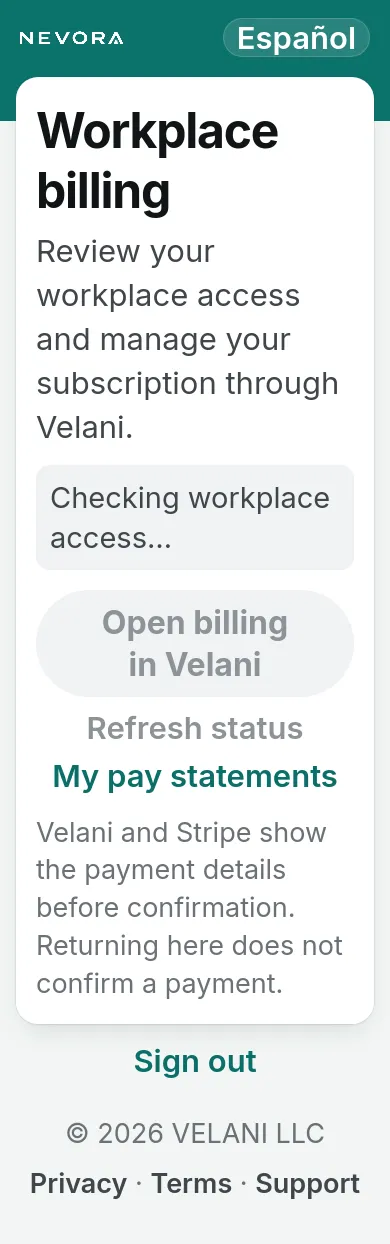 NEVORA
Español
Workplace
billing
Review your
workplace access
and manage your
subscription through
Velani.
Checking workplace
access...
Open billing
in Velani
Refresh status
My pay statements
Velani and Stripe show
the payment details
before confirmation.
Returning here does not
confirm a payment.
Sign out
© 2026 VELANI LLC
Privacy · Terms · Support